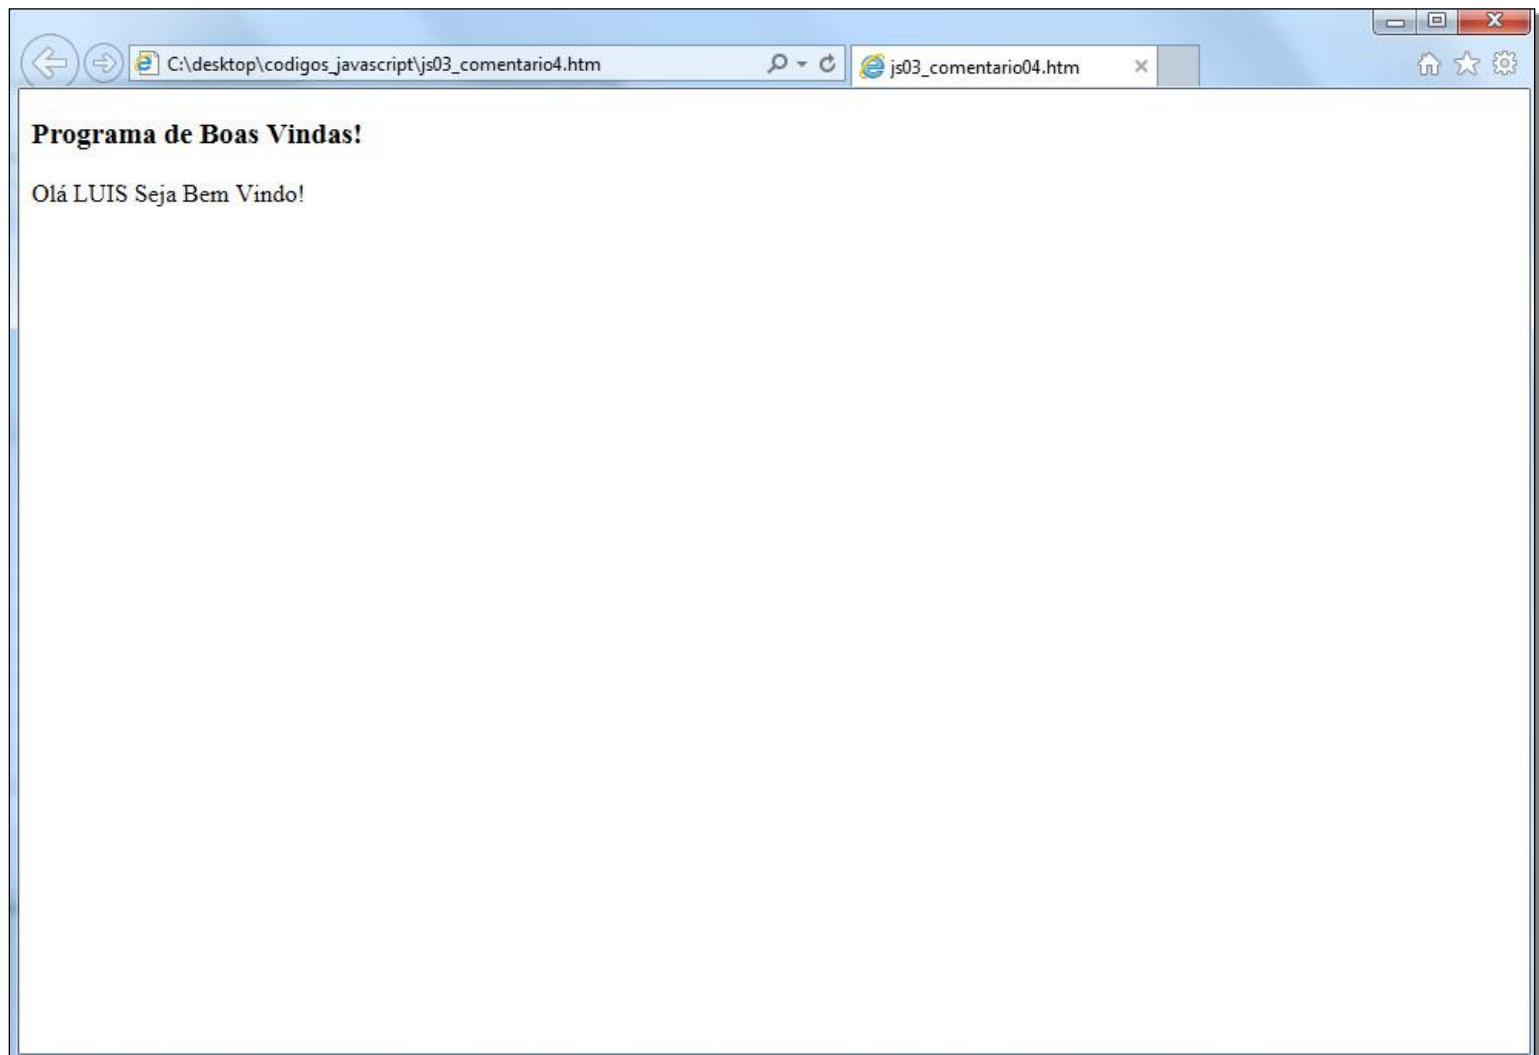 C:\desktop\codigos_javascript\js03_comentario4.htm
js03_comentario04.htm
Programa de Boas Vindas!
Olá LUIS Seja Bem Vindo!